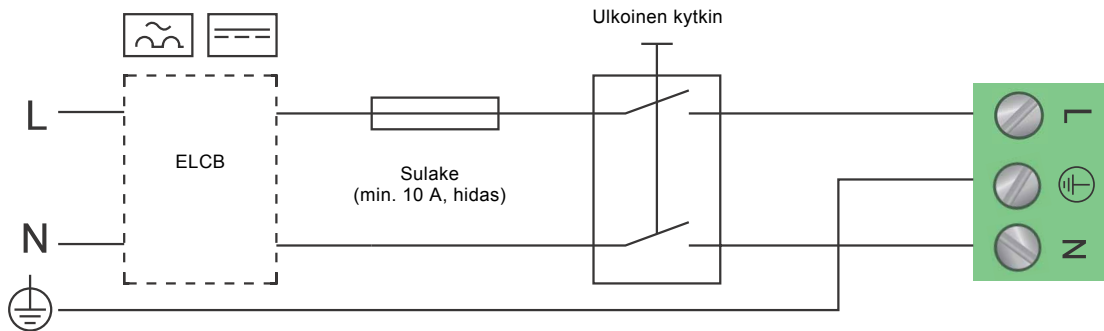 Ulkoinen kytkin
L
ELCB
Sulake
(min. 10 A, hidas)
N
L
N